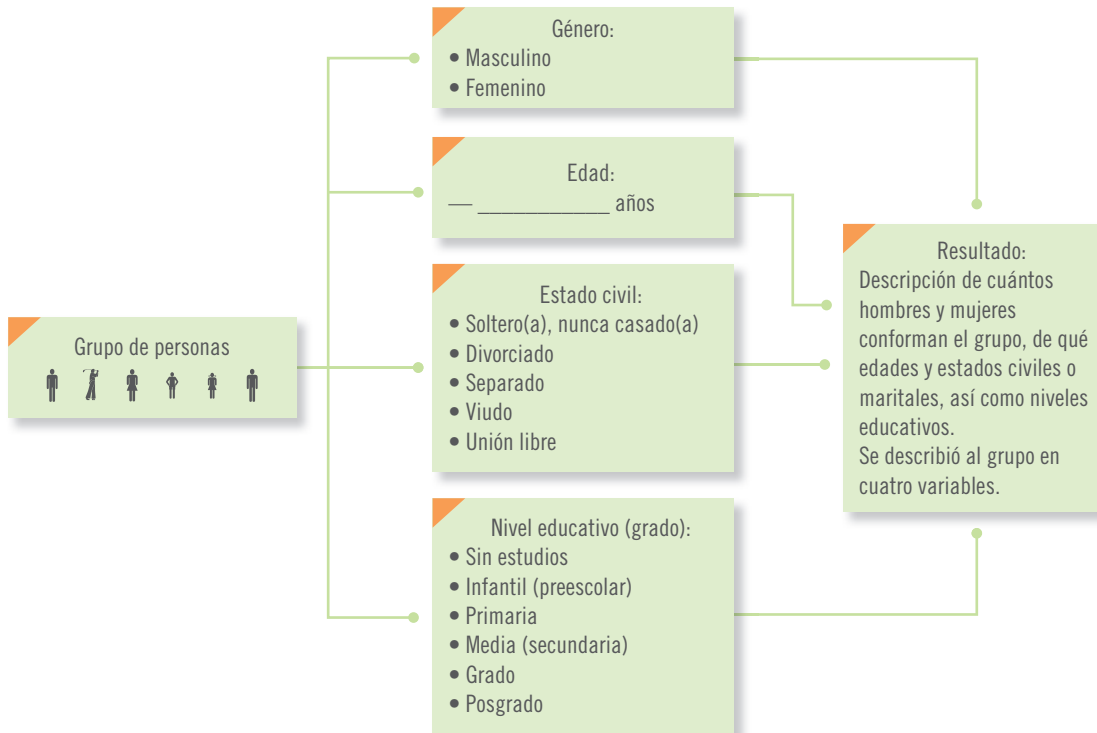 Grupo de personas
Género:
• Masculino
• Femenino
Edad:
— ___________ años
Estado civil:
• Soltero(a), nunca casado(a)
• Divorciado
• Separado
• Viudo
• Unión libre
Nivel educativo (grado):
• Sin estudios
• Infantil (preescolar)
• Primaria
• Media (secundaria)
• Grado
• Posgrado
Resultado:
Descripción de cuántos
hombres y mujeres
conforman el grupo, de qué
edades y estados civiles o
maritales, así como niveles
educativos.
Se describió al grupo en
cuatro variables.